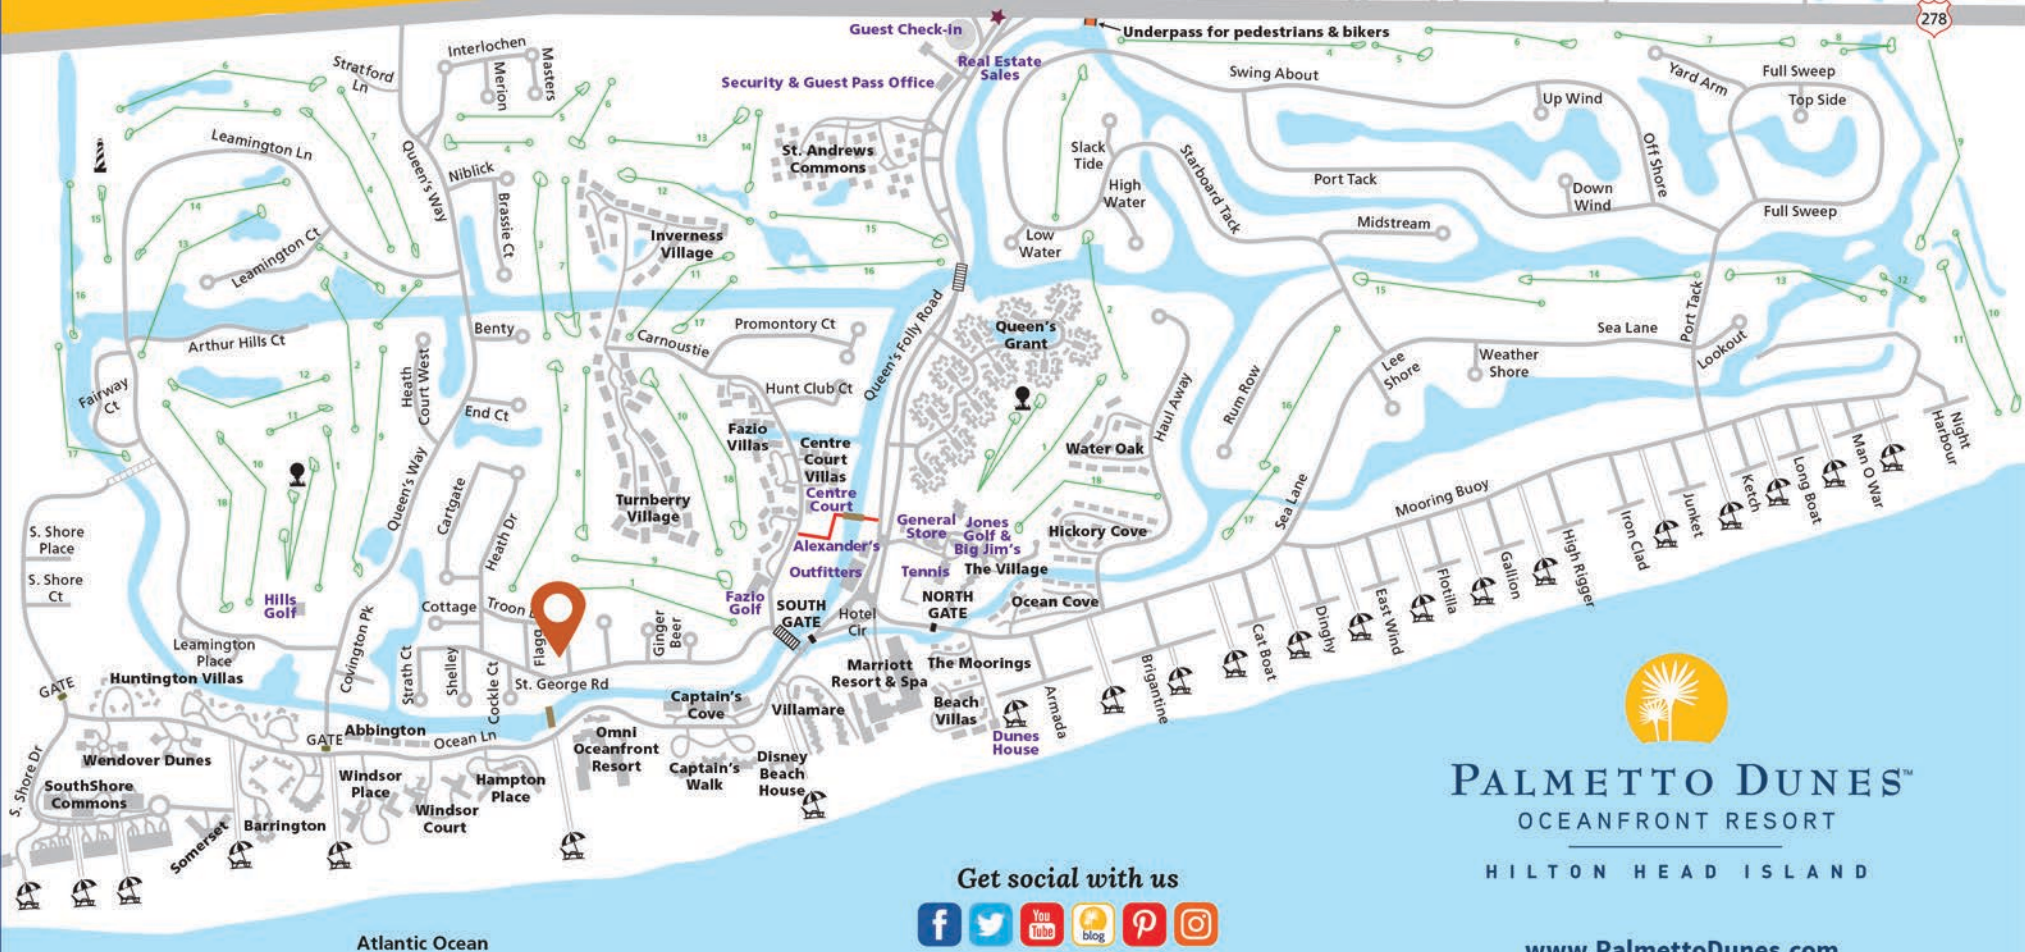 278
Guest Check-in
Underpass for pedestrians & bikers
Real Estate
Sales
Security & Guest Pass Office
Stratford
Ln
Interlochen
Merion
Masters
Swing About
Yard Arm
Full Sweep
Top Side
Up Wind
Off Shore
Leamington Ln
Queen's Way
Niblick
Brassie Ct
St. Andrews
Commons
Slack
Tide
High
Water
Starboard Tack
Port Tack
Down
Wind
Full Sweep
Midstream
Low
Water
Inverness
Village
Leamington Ct
Queen's Folly Road
Queen's
Grant
Port Tack
Sea Lane
Lookout
Arthur Hills Ct
Benty
Carnoustie
Promontory Ct
Hunt Club Ct
Fairway
Ct
Heath
Court West
End Ct
Rum Row
Haul Away
Lee
Shore
Weather
Shore
Night
Harbour
Fazio
Villas
Centre
Court
Villas
Centre
Court
Water Oak
Queen's Way
Cartgate
Heath Dr
Turnberry
Village
Alexander's
Outfitters
General
Store
Jones
Golf &
Big Jim's
Tennis
The Village
Hickory Cove
Sea Lane
Mooring Buoy
S. Shore
Place
S. Shore
Ct
Hills
Golf
Cottage
Troon
Flagg
Ginger
Beer
Fazio
Golf
SOUTH
GATE
Hotel
Cir
NORTH
GATE
Ocean Cove
Leamington
Place
Covington Pk
Strath Ct
Shelley
Cockle Ct
St. George Rd
GATE
Huntington Villas
Captain's
Cove
Villamare
Marriott
Resort & Spa
The Moorings
Beach
Villas
Dunes
House
Armada
Brigantine
Cat Boat
Dinghy
East Wind
Flotilla
Gallion
High Rigger
Iron Clad
Junket
Ketch
Long Boat
Man O War
GATE
Abbington
Ocean Ln
Omni
Oceanfront
Resort
Captain's
Walk
Disney
Beach
House
S. Shore Dr
Wendover Dunes
SouthShore
Commons
Windsor
Place
Hampton
Place
Windsor
Court
Somerset
Barrington
PALMETTO DUNES™
OCEANFRONT RESORT
HILTON HEAD ISLAND
Get social with us
You
Tube
blog
Atlantic Ocean
www.PalmettoDunes.com